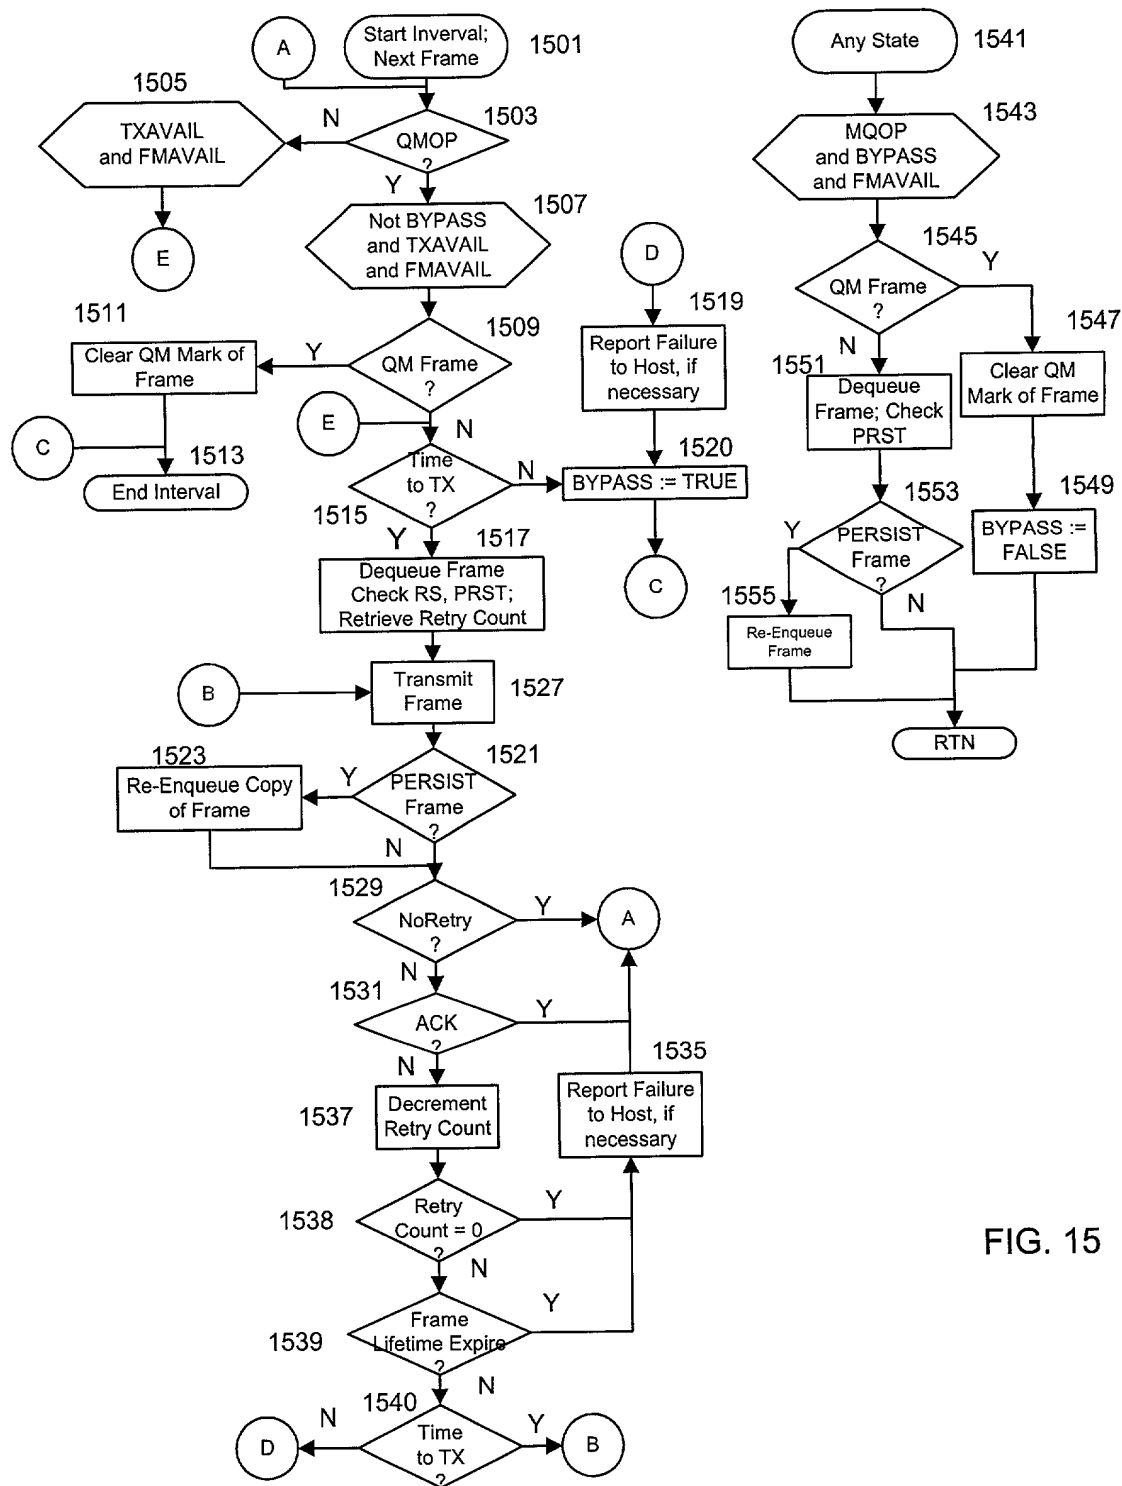 A
Start Inverval;
Next Frame
1501
Any State
1541
1505
TXAVAIL
and FMAVAIL
N
1503
QMOP
?
Y
1543
MQOP
and BYPASS
and FMAVAIL
E
1507
Not BYPASS
and TXAVAIL
and FMAVAIL
D
1545
QM Frame
?
Y
N
1511
Clear QM Mark of
Frame
Y
1509
QM Frame
?
N
1519
Report Failure
to Host, if
necessary
1547
Clear QM
Mark of Frame
1551
Dequeue
Frame; Check
PRST
C
1513
End Interval
E
Time
to TX
?
1515
N
Y
1520
BYPASS := TRUE
C
1553
PERSIST
Frame
?
Y
N
1549
BYPASS :=
FALSE
1517
Dequeue Frame
Check RS, PRST;
Retrieve Retry Count
1555
Re-Enqueue
Frame
RTN
B
Transmit
Frame
1527
1523
Re-Enqueue Copy
of Frame
Y
1521
PERSIST
Frame
?
N
1529
NoRetry
?
Y
A
N
1531
ACK
?
Y
N
1535
Report Failure
to Host, if
necessary
1537
Decrement
Retry Count
1538
Retry
Count = 0
?
Y
N
FIG. 15
1539
Frame
Lifetime Expire
?
Y
N
1540
Time
to TX
?
N
D
Y
B